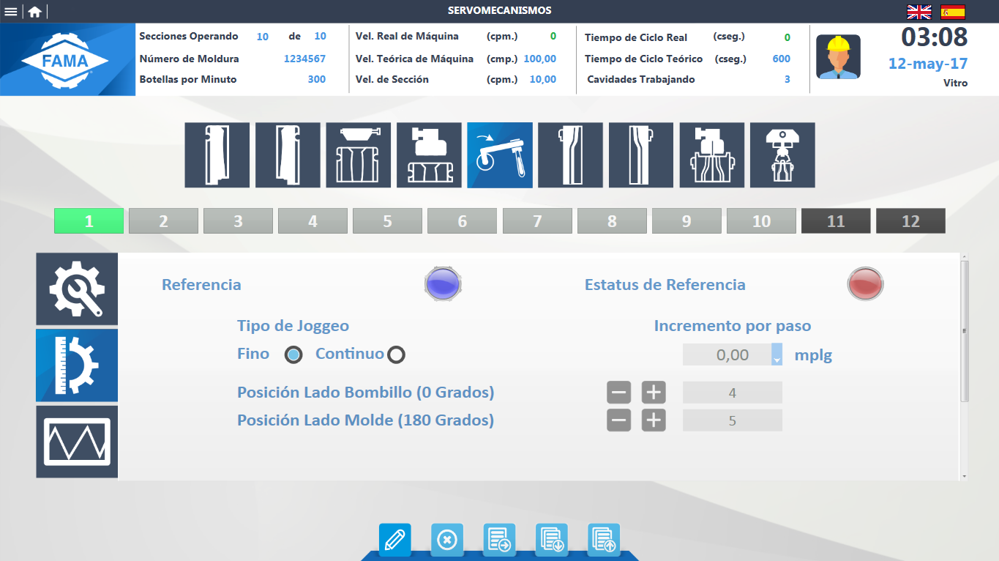 SERVOMECANISMOS
FAMA
Secciones Operando 10 de 10
Número de Moldura 1234567
Botellas por Minuto 300
Vel. Real de Máquina (cpm.) 0
Vel. Teórica de Máquina (cmp.) 100,00
Vel. de Sección (cpm.) 10,00
Tiempo de Ciclo Real (cseg.) 0
Tiempo de Ciclo Teórico (cseg.) 600
Cavidades Trabajando 3
03:08
12-may-17
Vitro
1 2 3 4 5 6 7 8 9 10 11 12
Referencia Estatus de Referencia
Tipo de Joggeo Incremento por paso
Fino Continuo 0,00 mplg
Posición Lado Bombillo (0 Grados) 4
Posición Lado Molde (180 Grados) 5